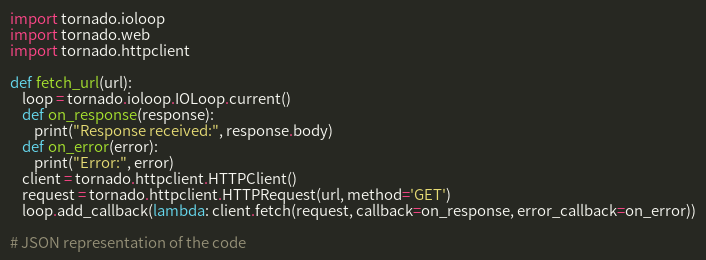 import tornado.ioloop
import tornado.web
import tornado.httpclient

def fetch_url(url):
    loop = tornado.ioloop.IOLoop.current()
    def on_response(response):
        print("Response received:", response.body)
    def on_error(error):
        print("Error:", error)
    client = tornado.httpclient.HTTPClient()
    request = tornado.httpclient.HTTPRequest(url, method='GET')
    loop.add_callback(lambda: client.fetch(request, callback=on_response, error_callback=on_error))

# JSON representation of the code